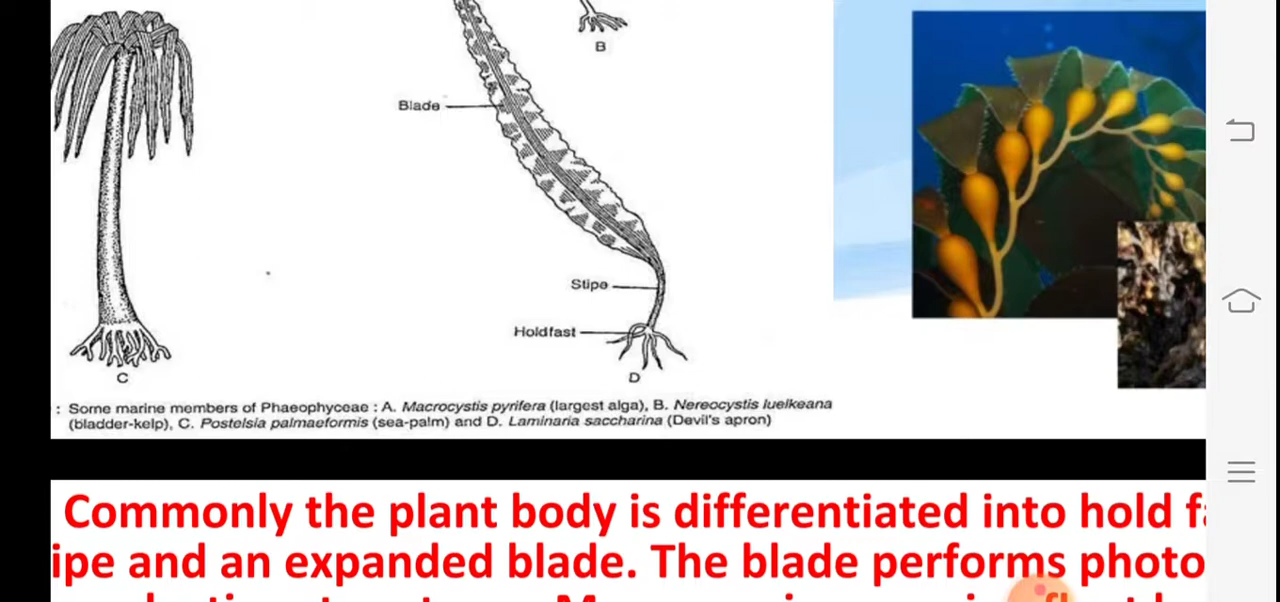 B
Blade
Stipe
Holdfast
C
D
: Some marine members of Phaeophyceae : A. Macrocystis pyrifera (largest alga), B. Nereocystis luelkeana
(bladder-kelp), C. Postelsia palmaeformis (sea-palm) and D. Laminaria saccharina (Devil's apron)
Commonly the plant body is differentiated into hold f
ipe and an expanded blade. The blade performs photo